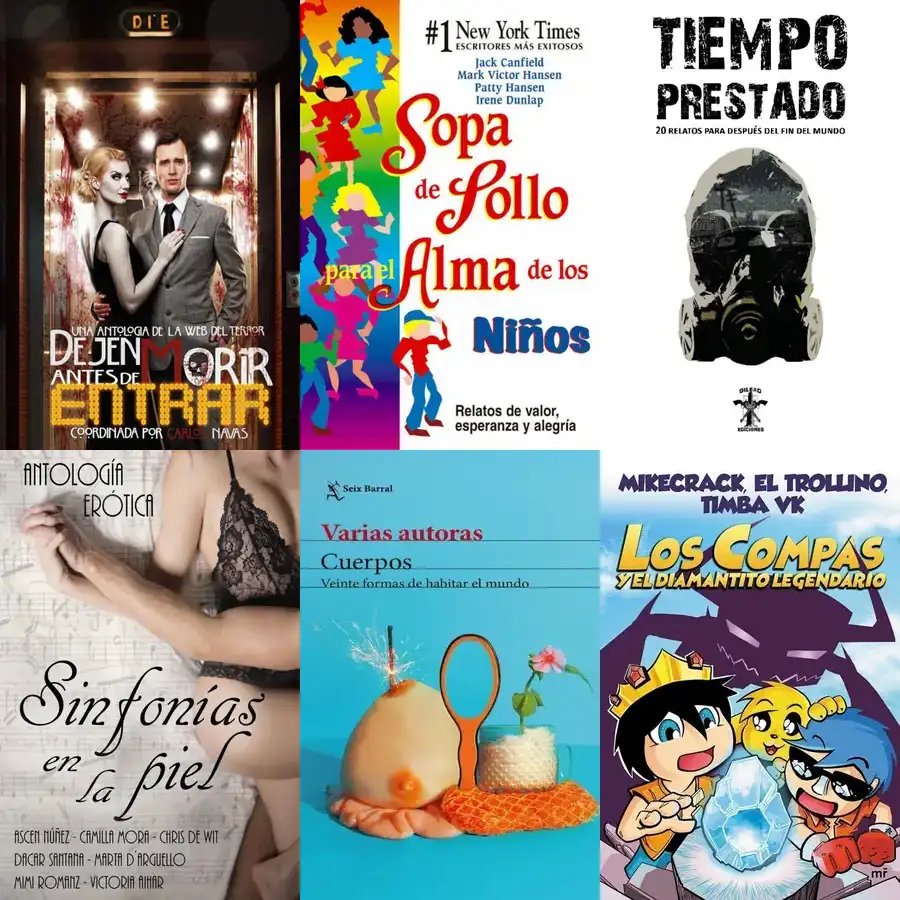 DIE
UNA ANTOLOGIA DE LA WEB DEL TERROR
DEJEN MORIR
ANTES DE
ENTRAR
COORDINADA POR CARLOS NAVAS
#1 New York Times
ESCRITORES MÁS EXITOSOS
Jack Canfield
Mark Victor Hansen
Patty Hansen
Irene Dunlap
Sopa
de Pollo
para el Alma de los
Niños
Relatos de valor,
esperanza y alegría
TIEMPO
PRESTADO
20 RELATOS PARA DESPUÉS DEL FIN DEL MUNDO
GILEAD
EDICIONES
ANTOLOGÍA
ERÓTICA
Sinfonías
en
la piel
ASCEN NÚÑEZ - CAMILLA MORA - CHRIS DE WIT
DACAR SANTANA - MARTA D'ARGUELLO
MIMI ROMANZ - VICTORIA AIHAR
Seix Barral
Varias autoras
Cuerpos
Veinte formas de habitar el mundo
MIKECRACK, EL TROLLINO,
TIMBA VK
LOS COMPAS
Y EL DIAMANTITO LEGENDARIO
mr